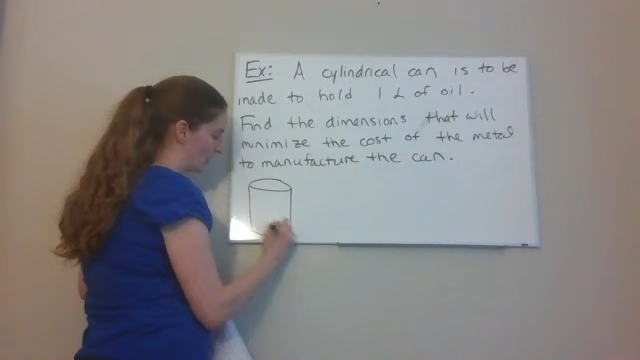 Ex: A cylindrical can is to be
made to hold 1 L of oil.
Find the dimensions that will
minimize the cost of the metal
to manufacture the can.